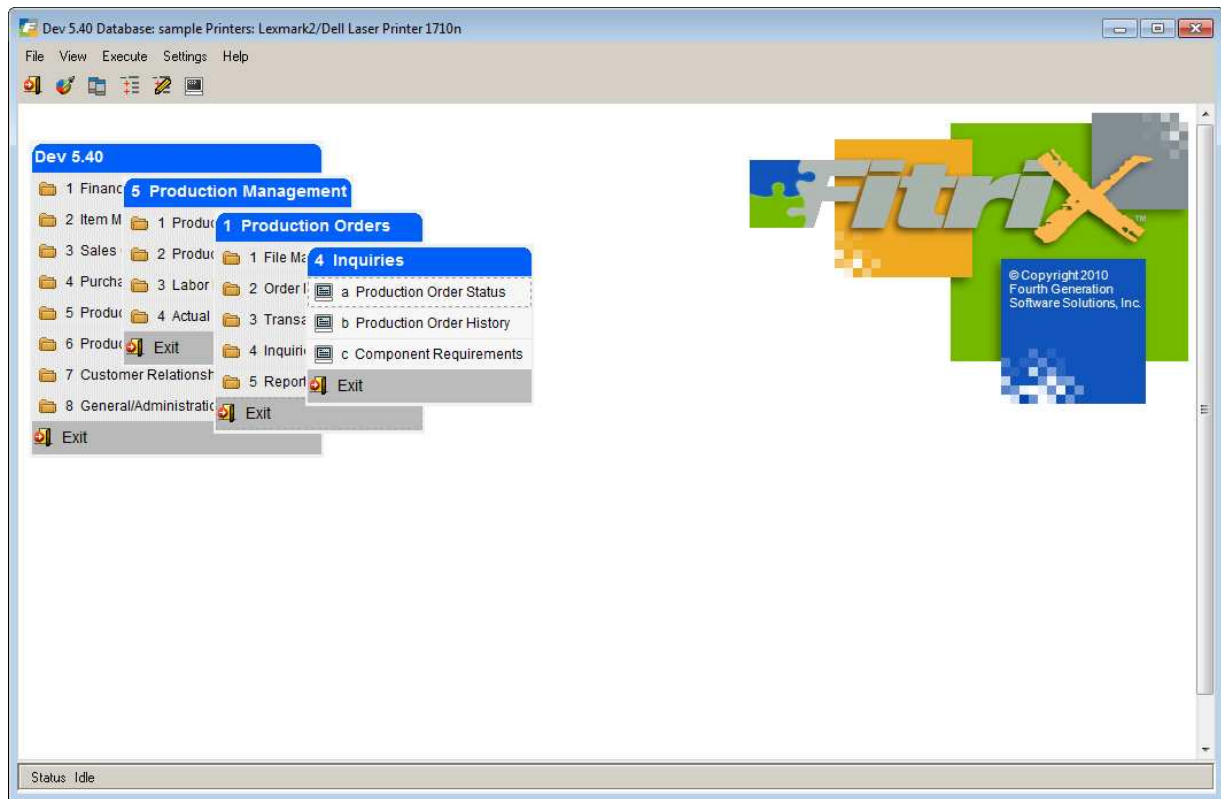 Dev 5.40 Database: sample Printers: Lexmark2/Dell Laser Printer 1710n
File View Execute Settings Help
Dev 5.40
1 Financ
2 Item M
3 Sales
4 Purcha
5 Produc
6 Produc
7 Customer Relationsh
8 General/Administratio
Exit
5 Production Management
1 Produc
2 Produc
3 Labor
4 Actual
Exit
1 Production Orders
1 File Ma
2 Order
3 Transa
4 Inquiri
5 Report
Exit
4 Inquiries
a Production Order Status
b Production Order History
c Component Requirements
Exit
Fitrix
TM
© Copyright 2010
Fourth Generation
Software Solutions, Inc.
Status Idle